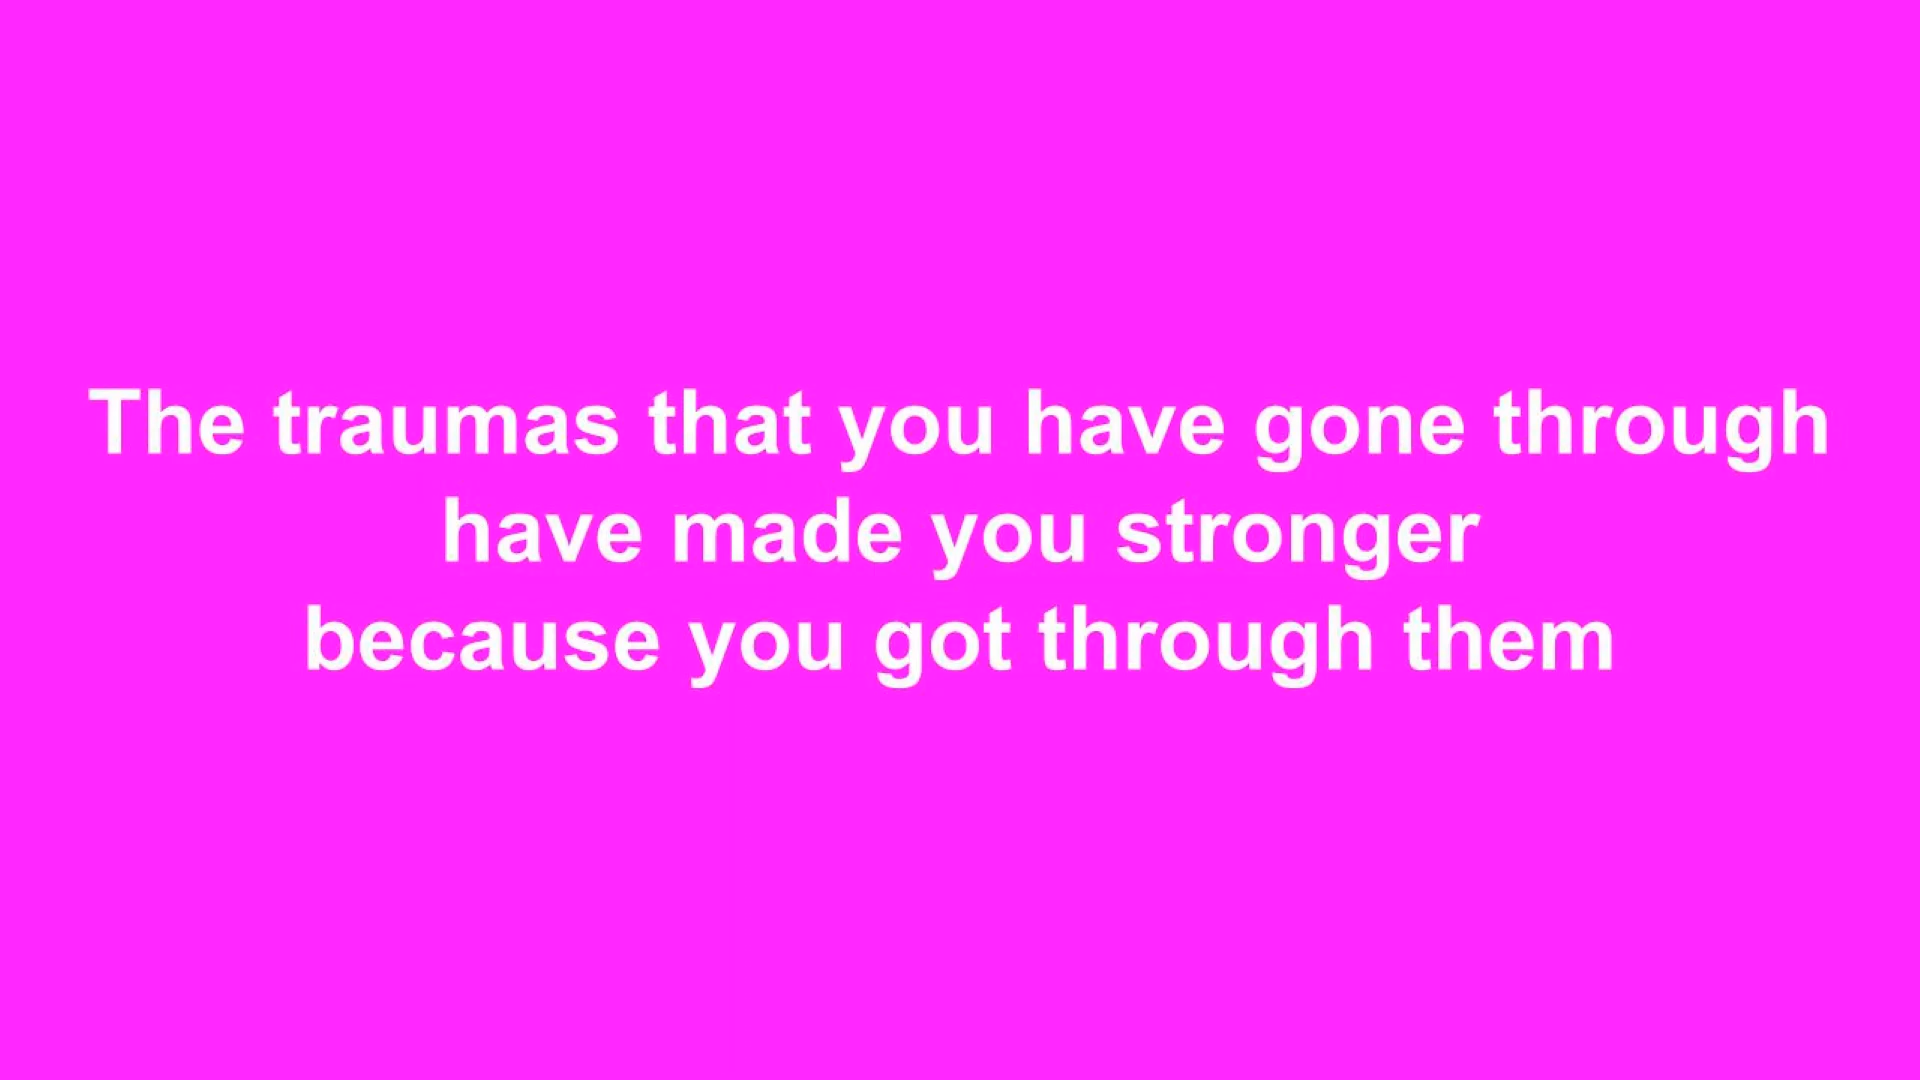 The traumas that you have gone through
have made you stronger
because you got through them